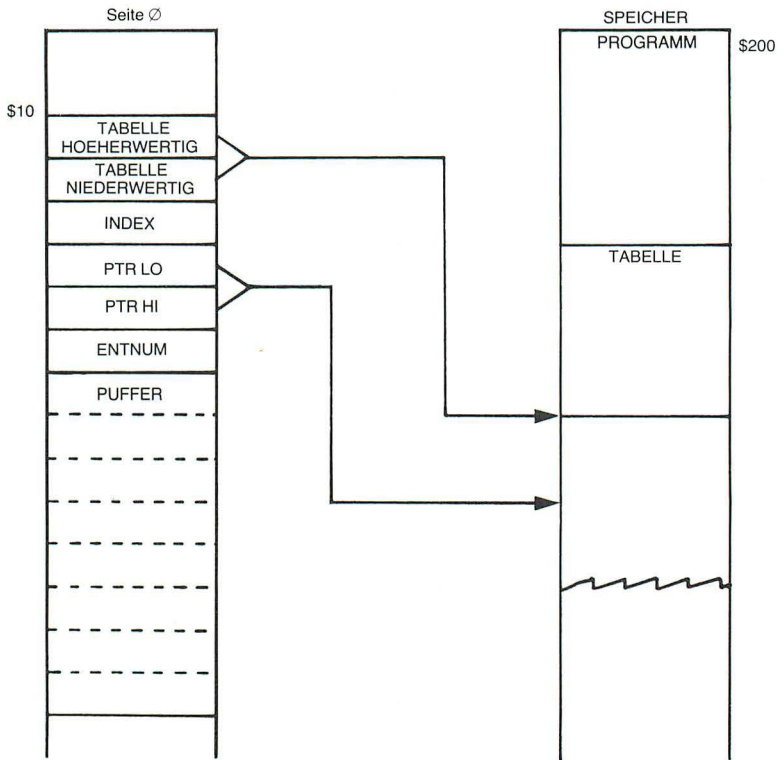 Seite Ø
$10
TABELLE
HOEHERWERTIG
TABELLE
NIEDERWERTIG
INDEX
PTR LO
PTR HI
ENTNUM
PUFFER
SPEICHER
PROGRAMM
$200
TABELLE